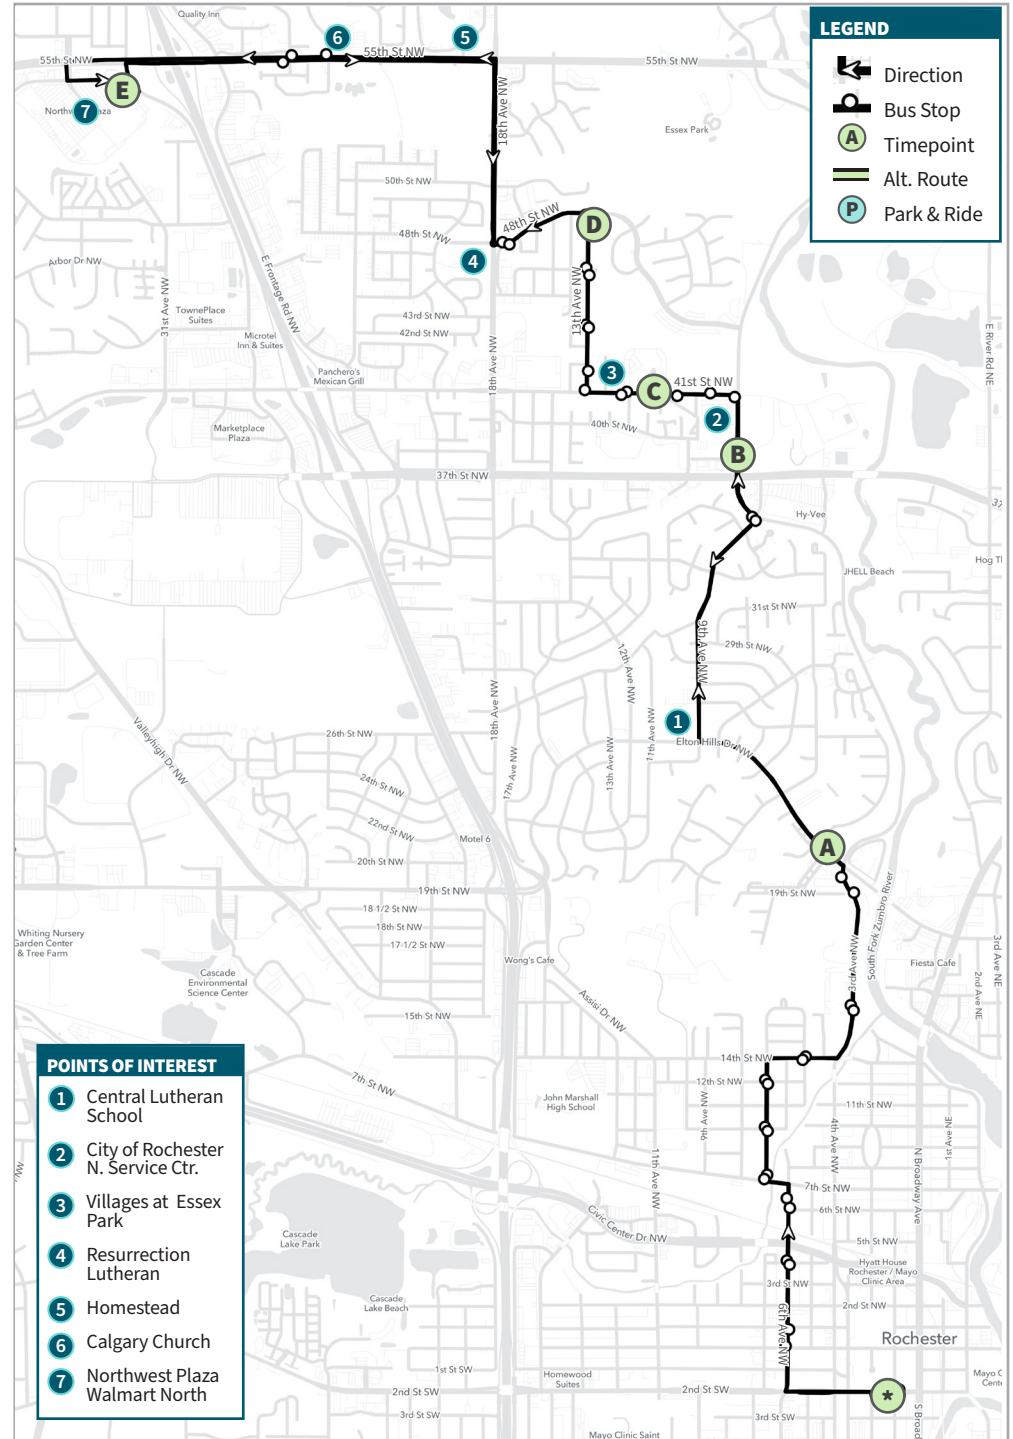 Quality Inn
6
5
55th St NW
55th St NW
55th St NW
E
7
18th Ave NW
Essex Park
LEGEND
Direction
Bus Stop
A
Timepoint
Alt. Route
P
Park & Ride
50th St NW
48th St NW
48th St NW
D
4
Arbor Dr NW
31st Ave NW
E Frontage Rd NW
TownePlace
Suites
Microtel
Inn & Suites
43rd St NW
42nd St NW
13th Ave NW
18th Ave NW
E River Rd NE
Panchero's
Mexican Grill
3
C
41st St NW
2
40th St NW
Marketplace
Plaza
B
37th St NW
Hy-Vee
JHELL Beach
31st St NW
29th St NW
9th Ave NW
12th Ave NW
11th Ave NW
13th Ave NW
17th Ave NW
18th Ave NW
1
Elton Hills Dr NW
Valleyhigh Dr NW
26th St NW
24th St NW
22nd St NW
20th St NW
Motel 6
A
19th St NW
19th St NW
18 1/2 St NW
18th St NW
17-1/2 St NW
South Fork Zumbro River
3rd Ave NW
3rd Ave NE
2nd Ave NE
Whiting Nursery
Garden Center
& Tree Farm
Wong's Cafe
Fiesta Cafe
Cascade
Environmental
Science Center
Assisi Dr NW
15th St NW
14th St NW
12th St NW
7th St NW
John Marshall
High School
9th Ave NW
11th St NW
4th Ave NW
1st Ave NE
N Broadway Ave
11th Ave NW
7th St NW
6th St NW
Civic Center Dr NW
5th St NW
Hyatt House
Rochester / Mayo
Clinic Area
Cascade
Lake Park
3rd St NW
2nd St NW
Cascade
Lake Beach
6th Ave NW
Rochester
1st St SW
2nd St SW
3rd St SW
Homewood
Suites
2nd St SW
*
3rd St SW
Mayo Clinic Saint
POINTS OF INTEREST
1 Central Lutheran
School
2 City of Rochester
N. Service Ctr.
3 Villages at Essex
Park
4 Resurrection
Lutheran
5 Homestead
6 Calgary Church
7 Northwest Plaza
Walmart North